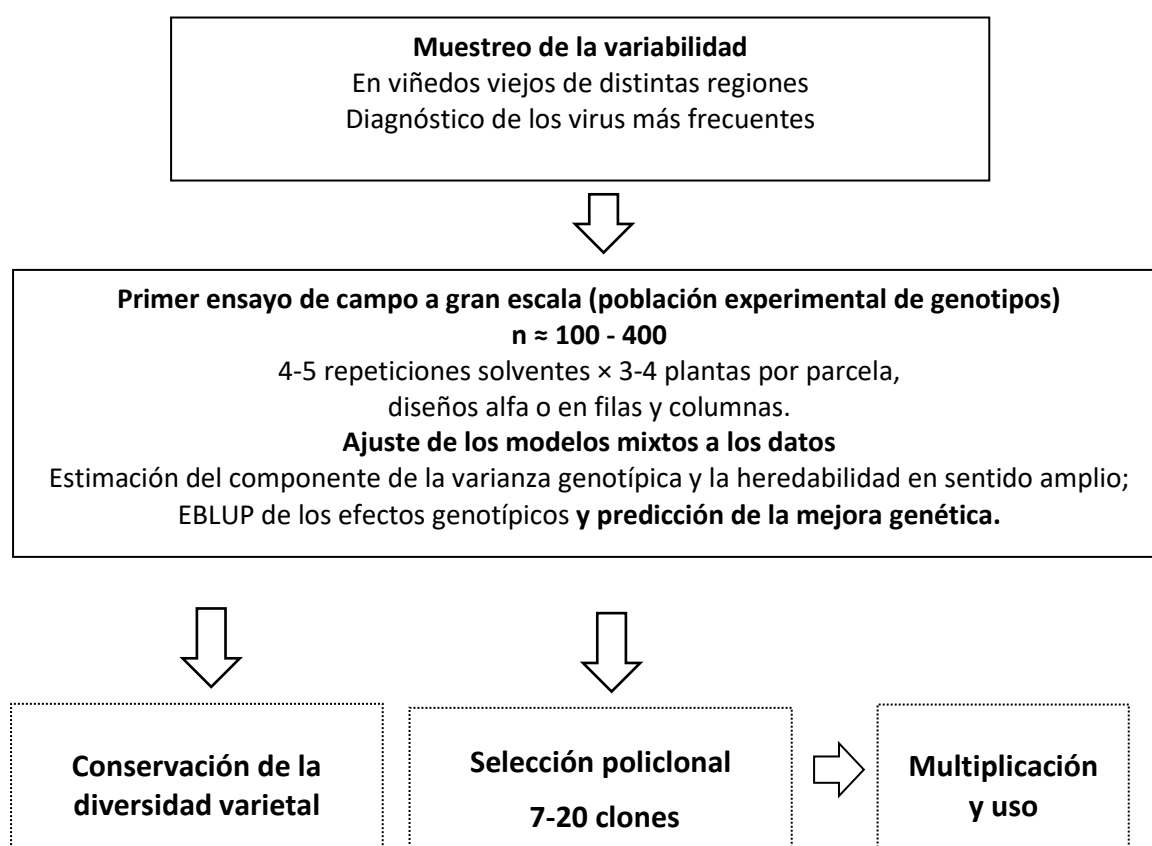 Muestreo de la variabilidad
En viñedos viejos de distintas regiones
Diagnóstico de los virus más frecuentes
Primer ensayo de campo a gran escala (población experimental de genotipos)
n ≈ 100 - 400
4-5 repeticiones solventes × 3-4 plantas por parcela,
diseños alfa o en filas y columnas.
Ajuste de los modelos mixtos a los datos
Estimación del componente de la varianza genotípica y la heredabilidad en sentido amplio;
EBLUP de los efectos genotípicos y predicción de la mejora genética.
Conservación de la
diversidad varietal
Selección policlonal
7-20 clones
Multiplicación
y uso